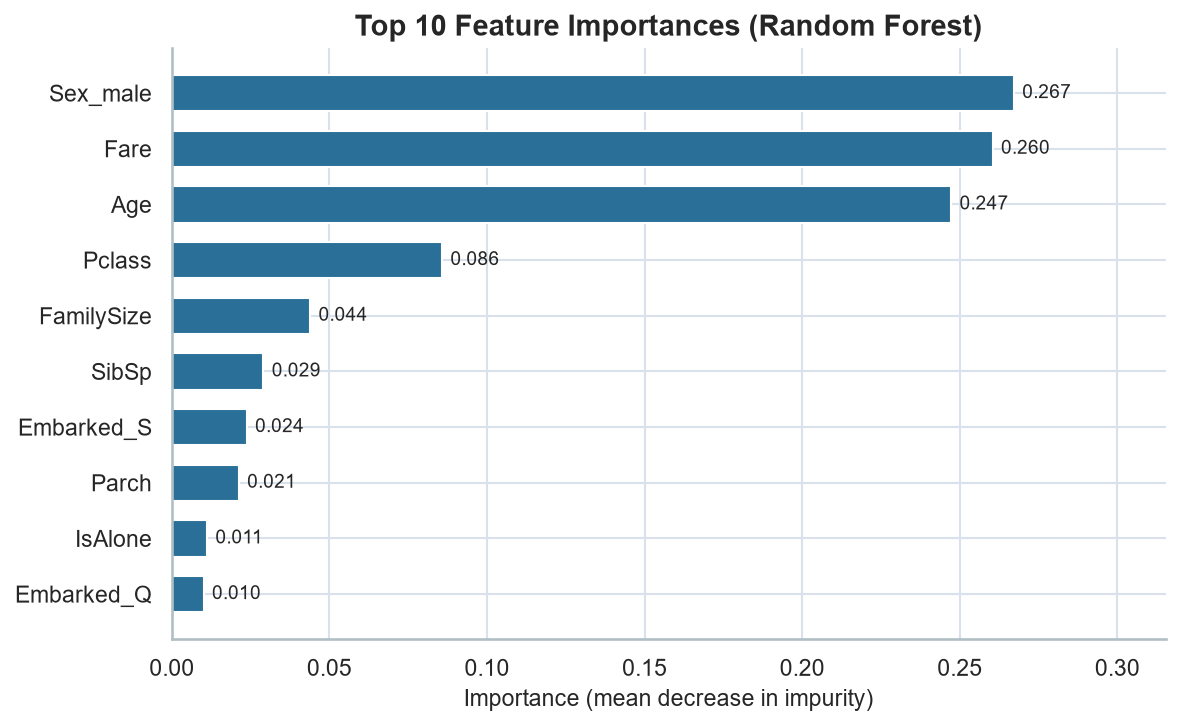 Top 10 Feature Importances (Random Forest)
Sex_male 0.267
Fare 0.260
Age 0.247
Pclass 0.086
FamilySize 0.044
SibSp 0.029
Embarked_S 0.024
Parch 0.021
IsAlone 0.011
Embarked_Q 0.010
0.00 0.05 0.10 0.15 0.20 0.25 0.30
Importance (mean decrease in impurity)